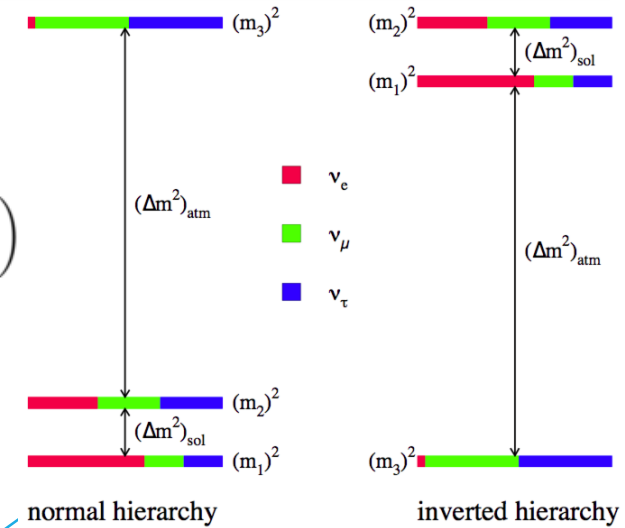 (m₃)²
(Δm²)atm
(m₂)²
(Δm²)sol
(m₁)²
normal hierarchy
νe
νμ
ντ
(m₂)²
(Δm²)sol
(m₁)²
(Δm²)atm
(m₃)²
inverted hierarchy
)